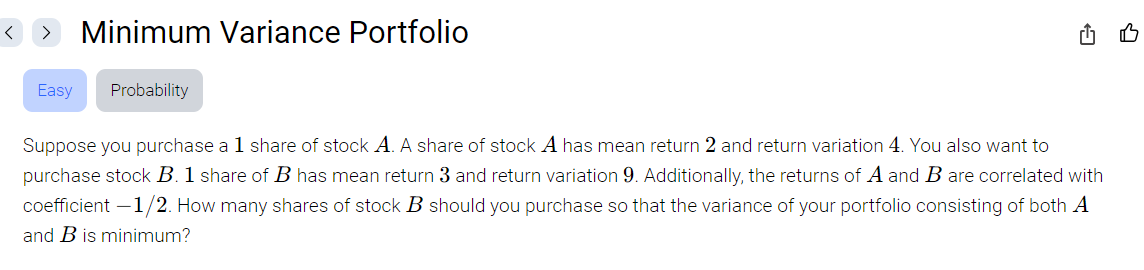 Minimum Variance Portfolio
Easy Probability
Suppose you purchase a 1 share of stock A. A share of stock A has mean return 2 and return variation 4. You also want to
purchase stock B. 1 share of B has mean return 3 and return variation 9. Additionally, the returns of A and B are correlated with
coefficient −1/2. How many shares of stock B should you purchase so that the variance of your portfolio consisting of both A
and B is minimum?